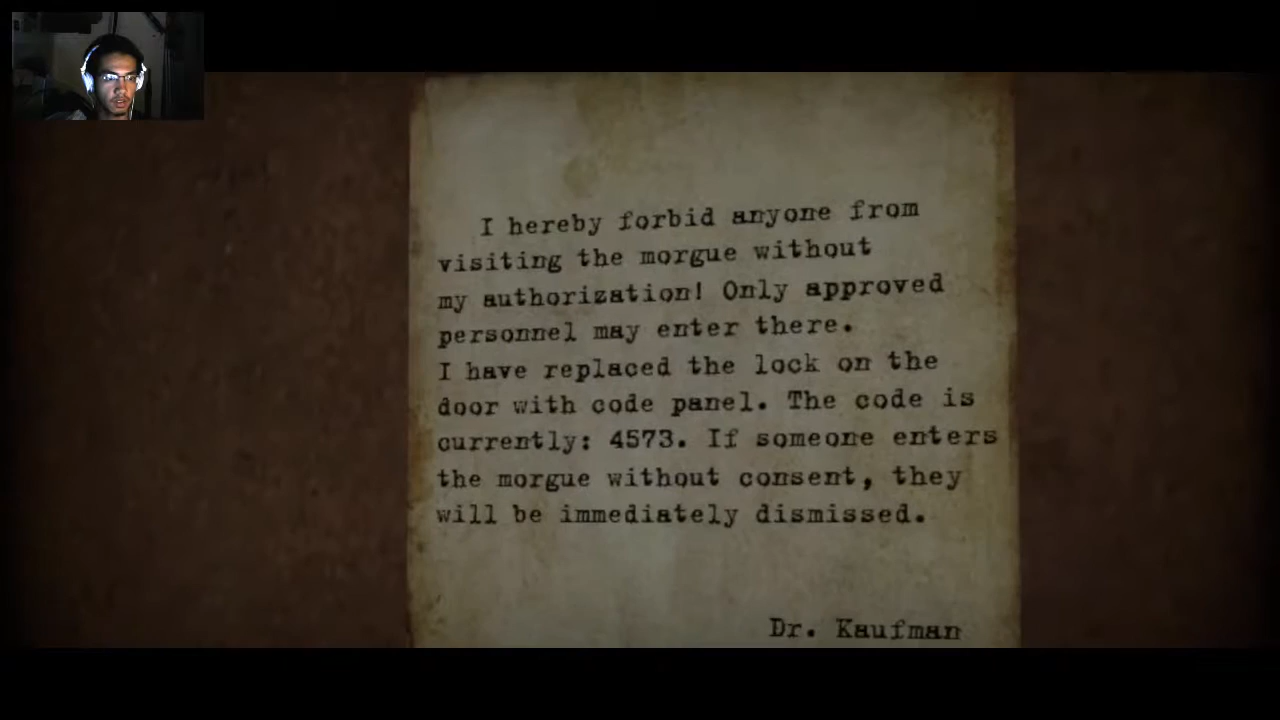 I hereby forbid anyone from
visiting the morgue without
my authorization! Only approved
personnel may enter there.
I have replaced the lock on the
door with code panel. The code is
currently: 4573. If someone enters
the morgue without consent, they
will be immediately dismissed.
Dr. Kaufman